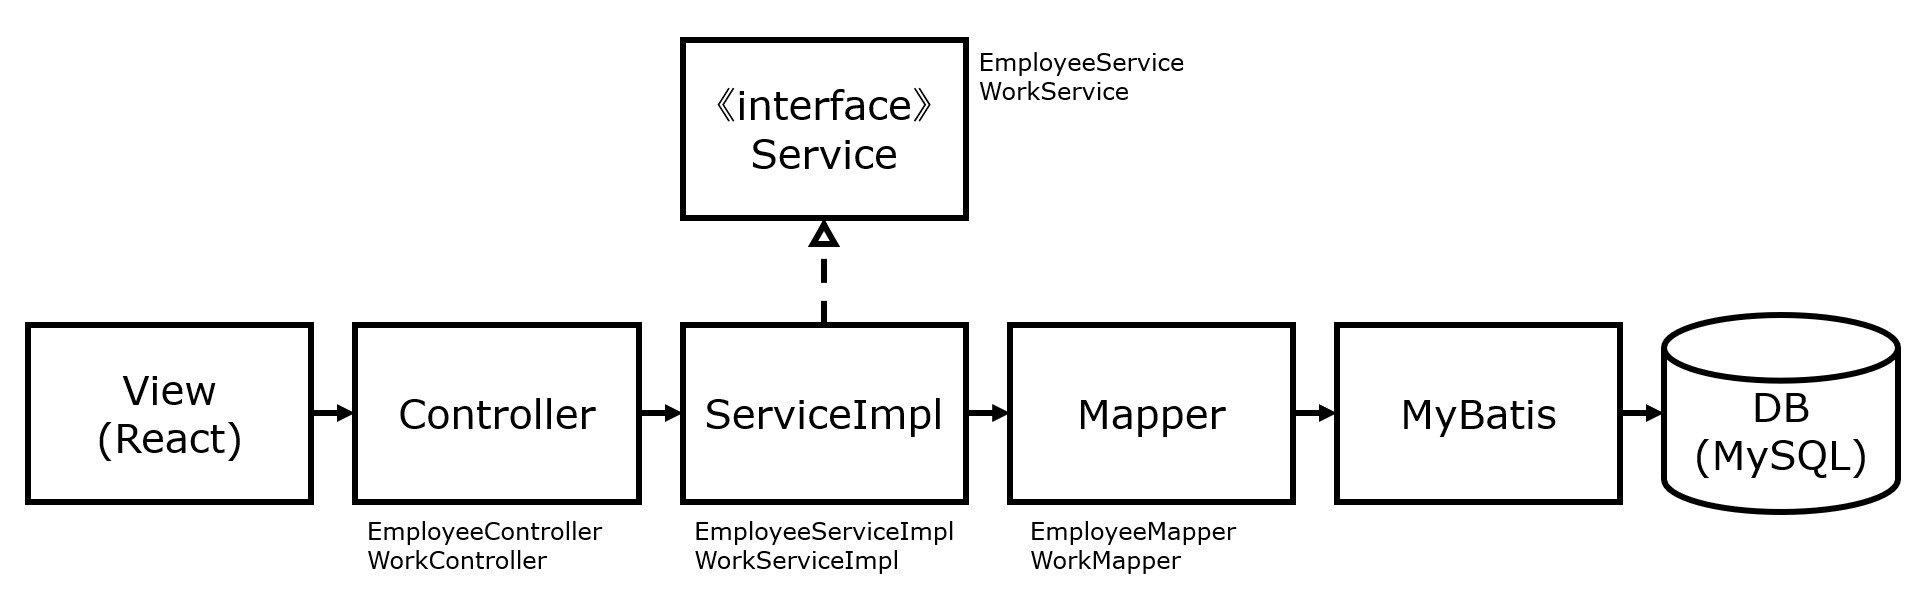 《interface》
Service
EmployeeService
WorkService
View
(React)
Controller
ServiceImpl
Mapper
MyBatis
DB
(MySQL)
EmployeeController
WorkController
EmployeeServiceImpl
WorkServiceImpl
EmployeeMapper
WorkMapper